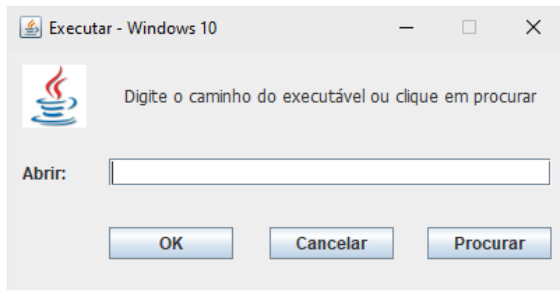 Executar - Windows 10
Digite o caminho do executável ou clique em procurar
Abrir:
OK Cancelar Procurar